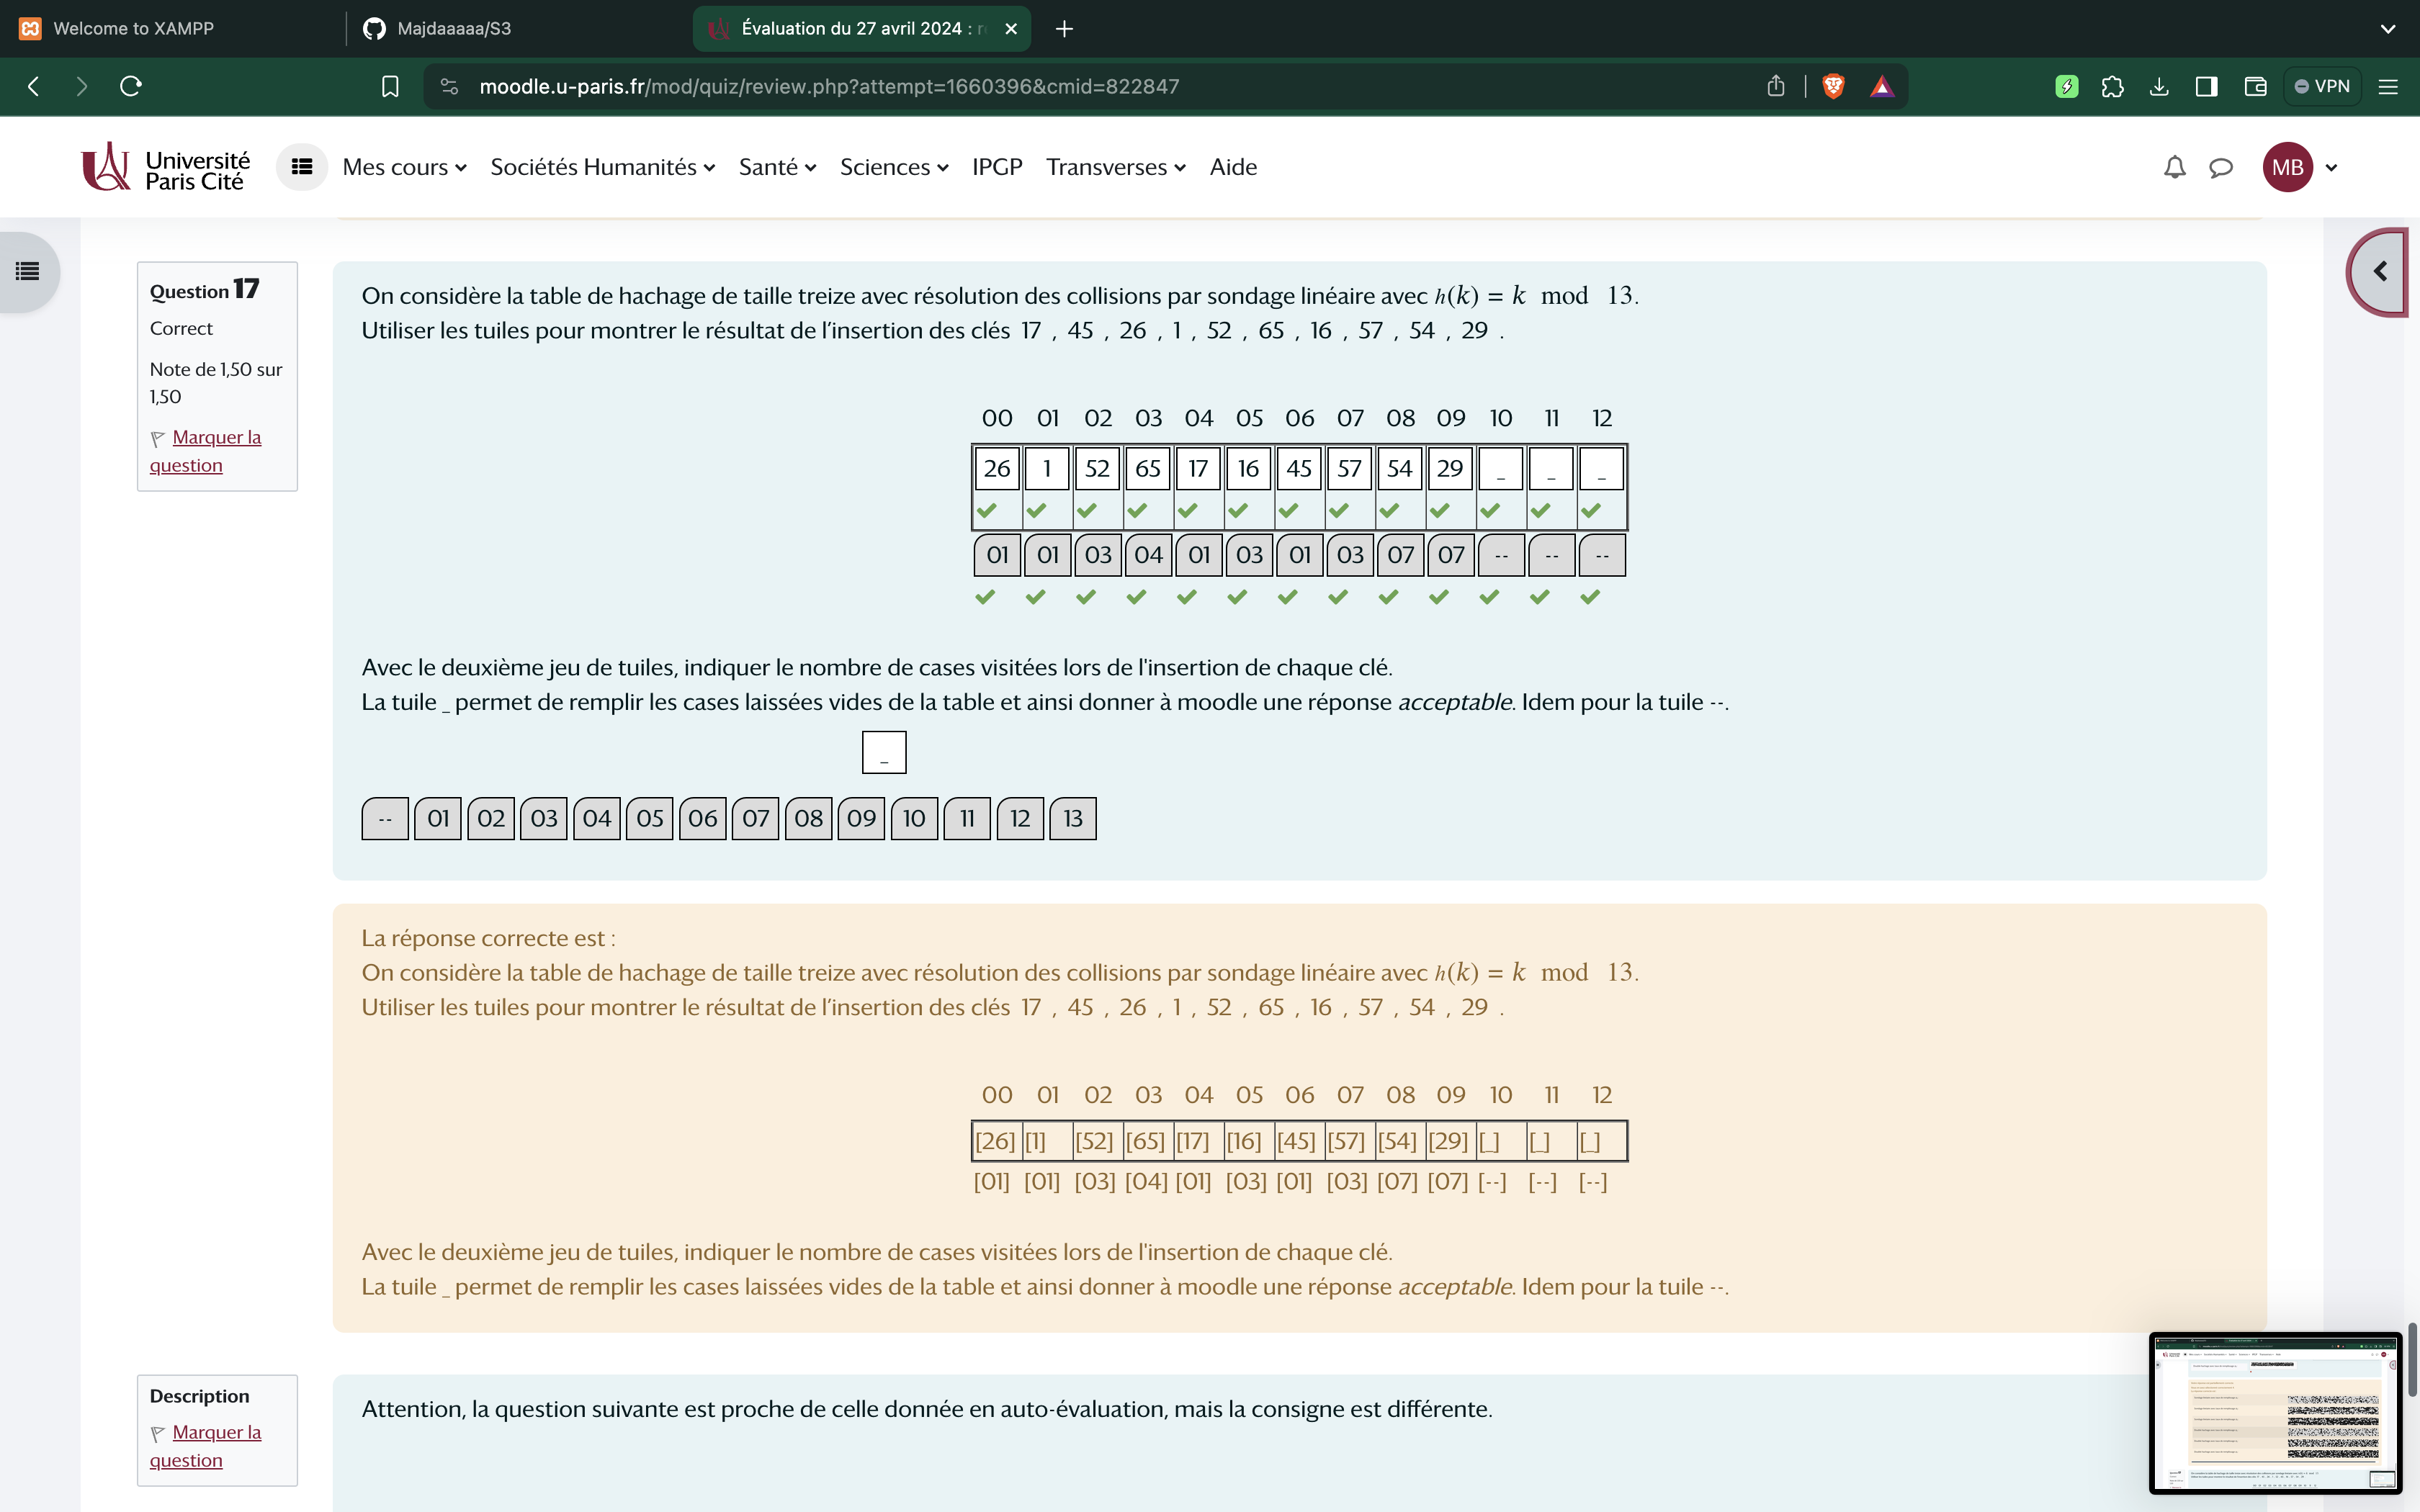 Welcome to XAMPP
Majdaaaaa/S3
Évaluation du 27 avril 2024 :
moodle.u-paris.fr/mod/quiz/review.php?attempt=1660396&cmid=822847
VPN
Université
Paris Cité
Mes cours Sociétés Humanités Santé Sciences IPGP Transverses Aide
MB
Question 17
Correct
Note de 1,50 sur
1,50
Marquer la
question
On considère la table de hachage de taille treize avec résolution des collisions par sondage linéaire avec h(k) = k mod 13.
Utiliser les tuiles pour montrer le résultat de l’insertion des clés 17 , 45 , 26 , 1 , 52 , 65 , 16 , 57 , 54 , 29 .
00 01 02 03 04 05 06 07 08 09 10 11 12
26 1 52 65 17 16 45 57 54 29 _ _ _
01 01 03 04 01 03 01 03 07 07 -- -- --
Avec le deuxième jeu de tuiles, indiquer le nombre de cases visitées lors de l'insertion de chaque clé.
La tuile _ permet de remplir les cases laissées vides de la table et ainsi donner à moodle une réponse acceptable. Idem pour la tuile --.
_
-- 01 02 03 04 05 06 07 08 09 10 11 12 13
La réponse correcte est :
On considère la table de hachage de taille treize avec résolution des collisions par sondage linéaire avec h(k) = k mod 13.
Utiliser les tuiles pour montrer le résultat de l’insertion des clés 17 , 45 , 26 , 1 , 52 , 65 , 16 , 57 , 54 , 29 .
00 01 02 03 04 05 06 07 08 09 10 11 12
[26] [1] [52] [65] [17] [16] [45] [57] [54] [29] [_] [_] [_]
[01] [01] [03] [04] [01] [03] [01] [03] [07] [07] [--] [--] [--]
Avec le deuxième jeu de tuiles, indiquer le nombre de cases visitées lors de l'insertion de chaque clé.
La tuile _ permet de remplir les cases laissées vides de la table et ainsi donner à moodle une réponse acceptable. Idem pour la tuile --.
Description
Marquer la
question
Attention, la question suivante est proche de celle donnée en auto-évaluation, mais la consigne est différente.